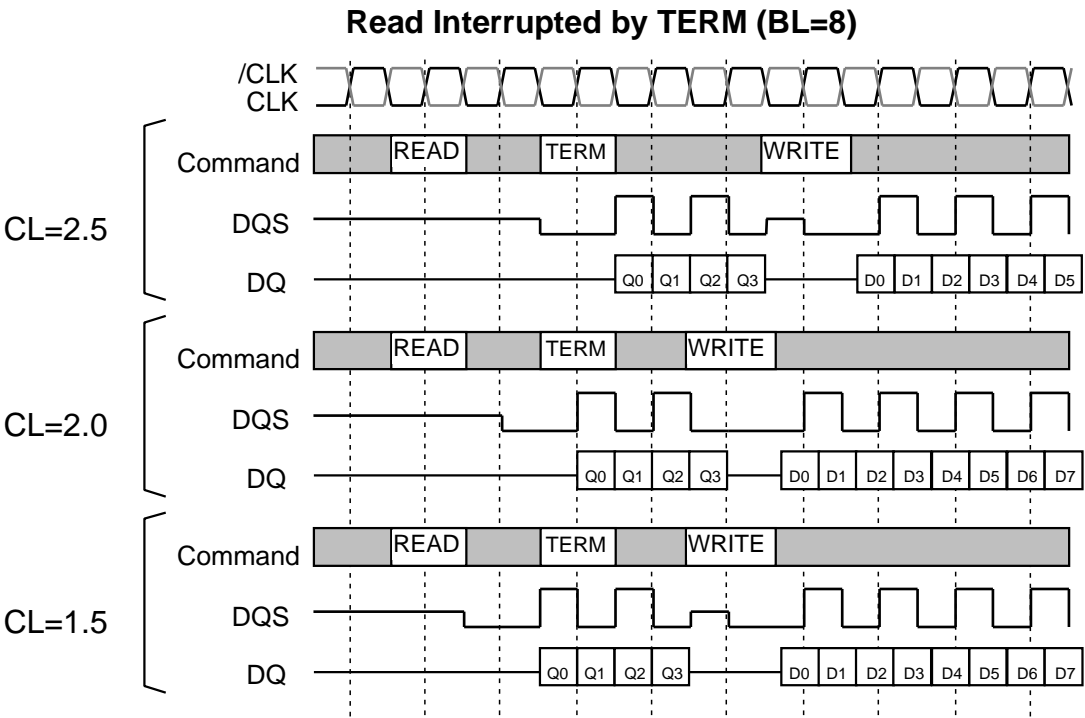 Read Interrupted by TERM (BL=8)
/CLK
CLK
CL=2.5
Command READ TERM WRITE
DQS
DQ Q0 Q1 Q2 Q3 D0 D1 D2 D3 D4 D5
CL=2.0
Command READ TERM WRITE
DQS
DQ Q0 Q1 Q2 Q3 D0 D1 D2 D3 D4 D5 D6 D7
CL=1.5
Command READ TERM WRITE
DQS
DQ Q0 Q1 Q2 Q3 D0 D1 D2 D3 D4 D5 D6 D7